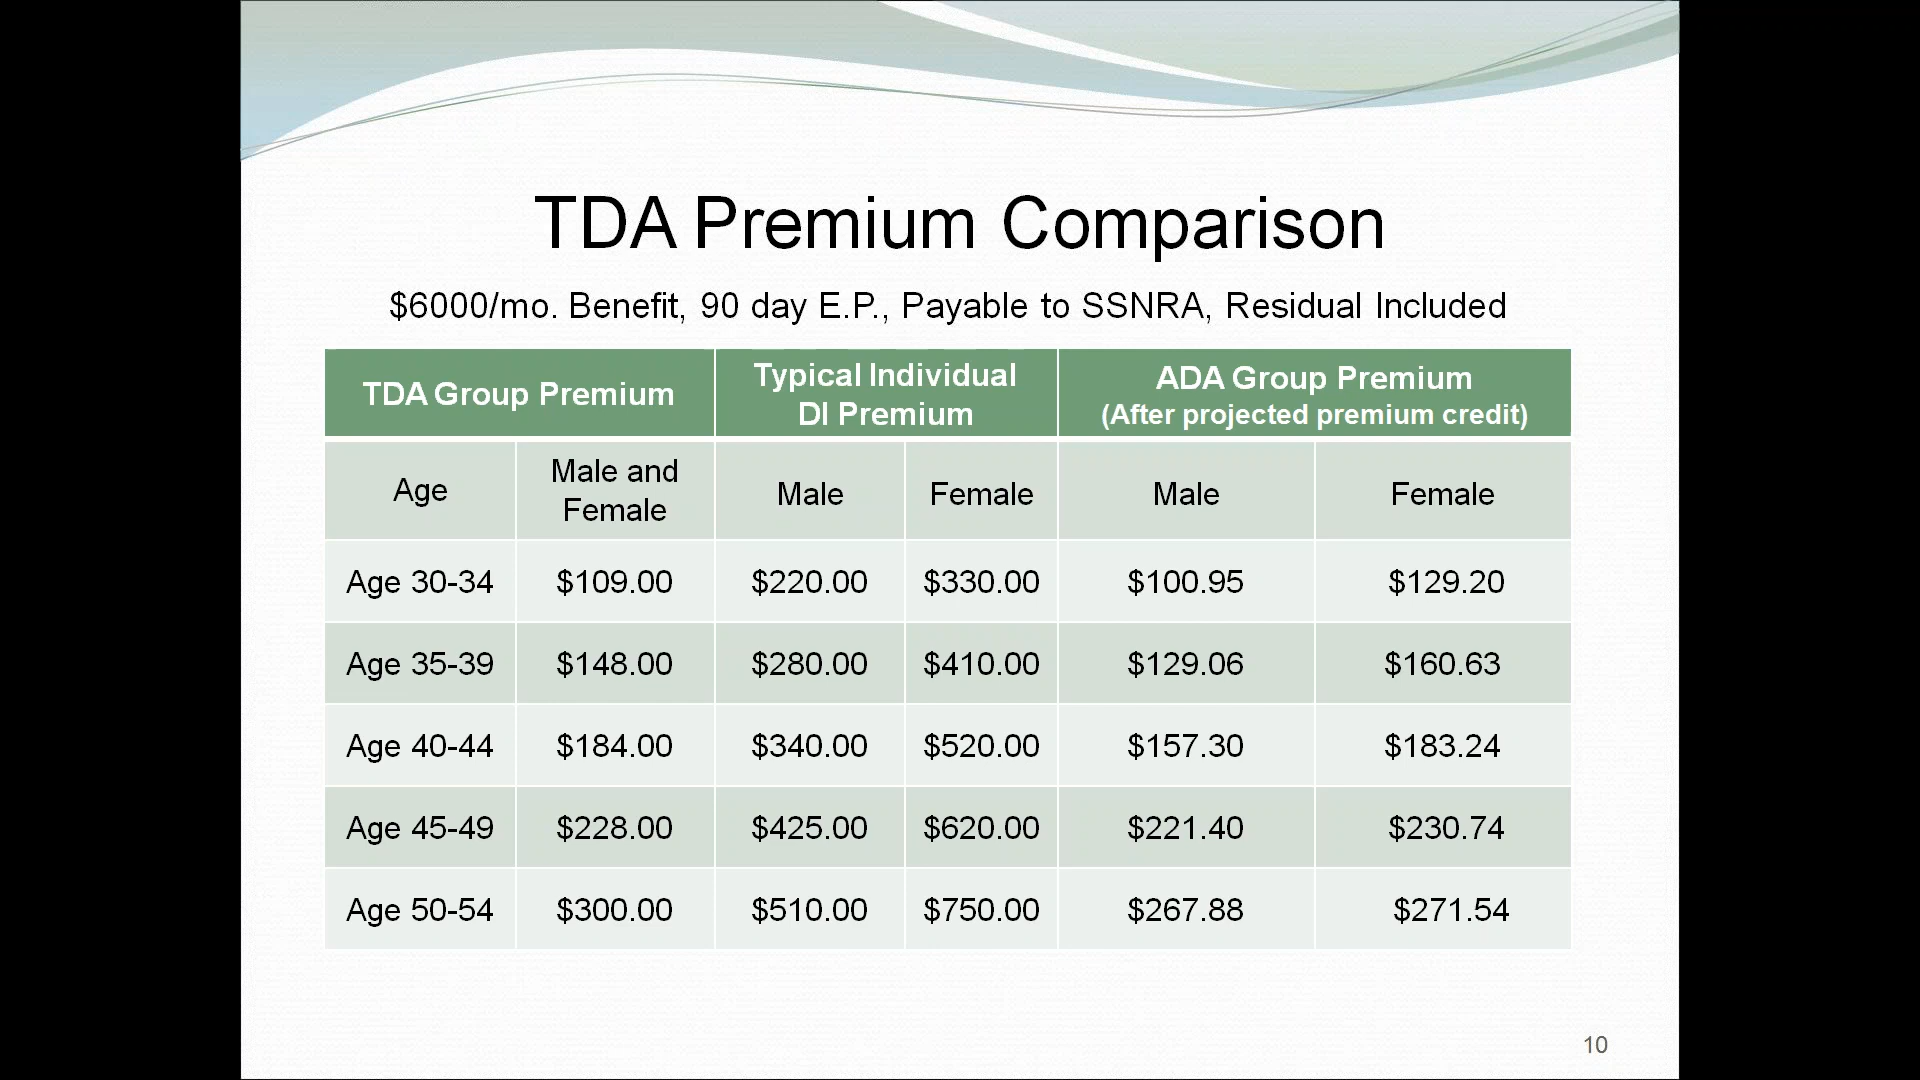 TDA Premium Comparison
$6000/mo. Benefit, 90 day E.P., Payable to SSNRA, Residual Included
TDA Group Premium
Typical Individual
DI Premium
ADA Group Premium
(After projected premium credit)
Age
Male and
Female
Male
Female
Male
Female
Age 30-34 $109.00 $220.00 $330.00 $100.95 $129.20
Age 35-39 $148.00 $280.00 $410.00 $129.06 $160.63
Age 40-44 $184.00 $340.00 $520.00 $157.30 $183.24
Age 45-49 $228.00 $425.00 $620.00 $221.40 $230.74
Age 50-54 $300.00 $510.00 $750.00 $267.88 $271.54
10